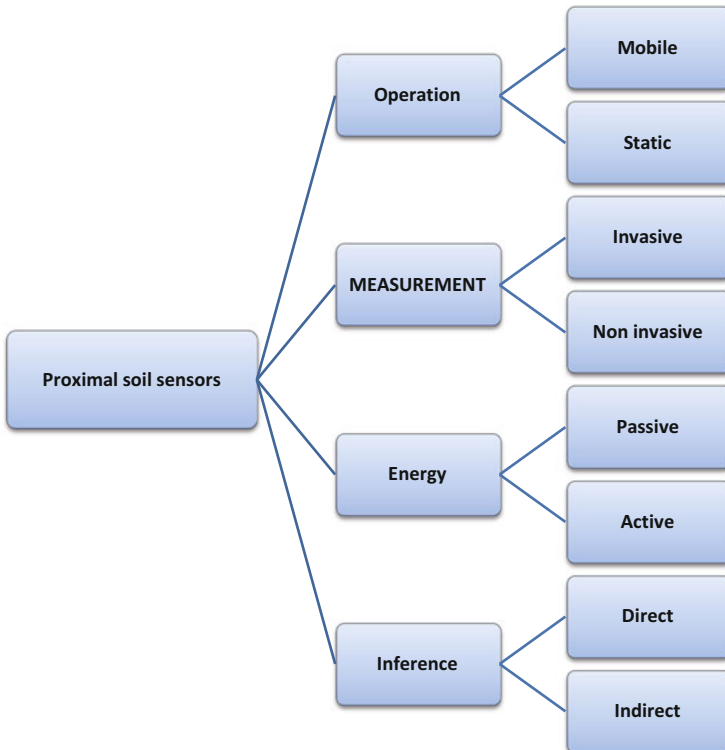 Proximal soil sensors
Operation
Mobile
Static
MEASUREMENT
Invasive
Non invasive
Energy
Passive
Active
Inference
Direct
Indirect